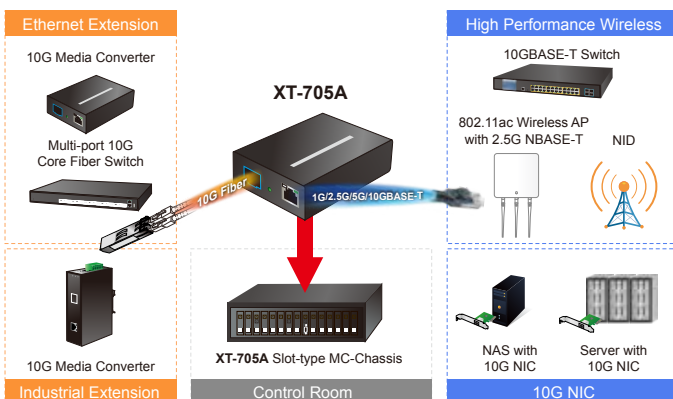 Ethernet Extension
10G Media Converter
Multi-port 10G
Core Fiber Switch
10G Media Converter
Industrial Extension
XT-705A
10G Fiber
1G/2.5G/5G/10GBASE-T
XT-705A Slot-type MC-Chassis
Control Room
High Performance Wireless
10GBASE-T Switch
802.11ac Wireless AP
with 2.5G NBASE-T
NID
NAS with
10G NIC
Server with
10G NIC
10G NIC